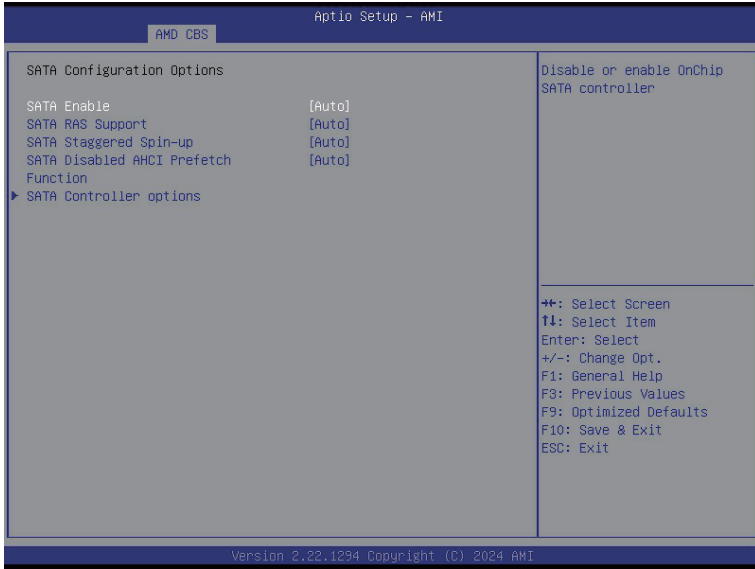 Aptio Setup – AMI
AMD CBS
SATA Configuration Options
SATA Enable [Auto]
SATA RAS Support [Auto]
SATA Staggered Spin-up [Auto]
SATA Disabled AHCI Prefetch [Auto]
Function
SATA Controller options
Disable or enable OnChip
SATA controller
→←: Select Screen
↑↓: Select Item
Enter: Select
+/-: Change Opt.
F1: General Help
F3: Previous Values
F9: Optimized Defaults
F10: Save & Exit
ESC: Exit
Version 2.22.1294 Copyright (C) 2024 AMI